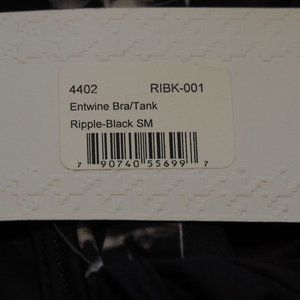 4402 RIBK-001
Entwine Bra/Tank
Ripple-Black SM
7 90740 55699 7